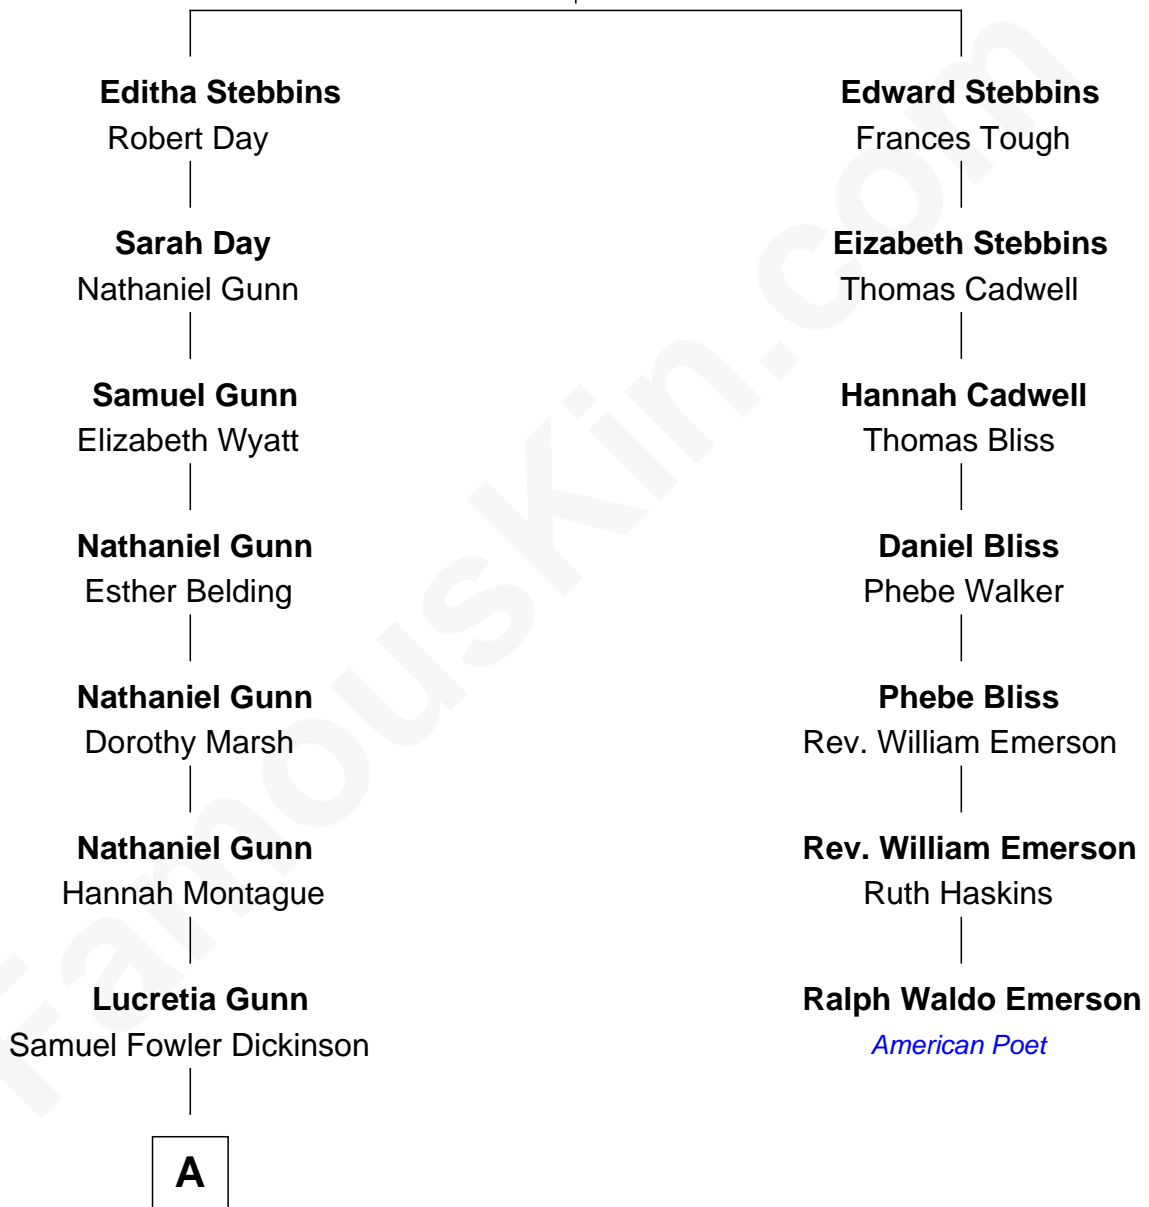 Editha Stebbins
Robert Day
Sarah Day
Nathaniel Gunn
Samuel Gunn
Elizabeth Wyatt
Nathaniel Gunn
Esther Belding
Nathaniel Gunn
Dorothy Marsh
Nathaniel Gunn
Hannah Montague
Lucretia Gunn
Samuel Fowler Dickinson
A
Edward Stebbins
Frances Tough
Eizabeth Stebbins
Thomas Cadwell
Hannah Cadwell
Thomas Bliss
Daniel Bliss
Phebe Walker
Phebe Bliss
Rev. William Emerson
Rev. William Emerson
Ruth Haskins
Ralph Waldo Emerson
American Poet
FamousKin.com